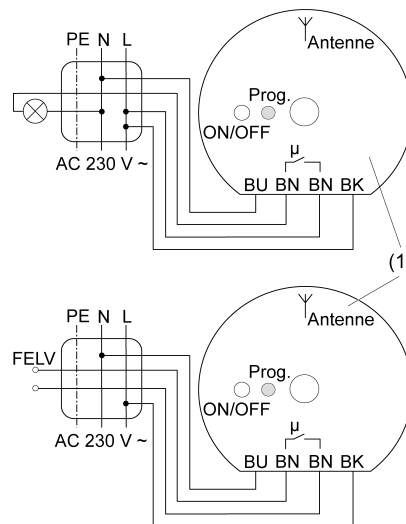 PE N L
Antenne
Prog.
ON/OFF
µ
AC 230 V ~
BU BN BN BK
(1
PE N L
Antenne
FELV
Prog.
ON/OFF
µ
AC 230 V ~
BU BN BN BK